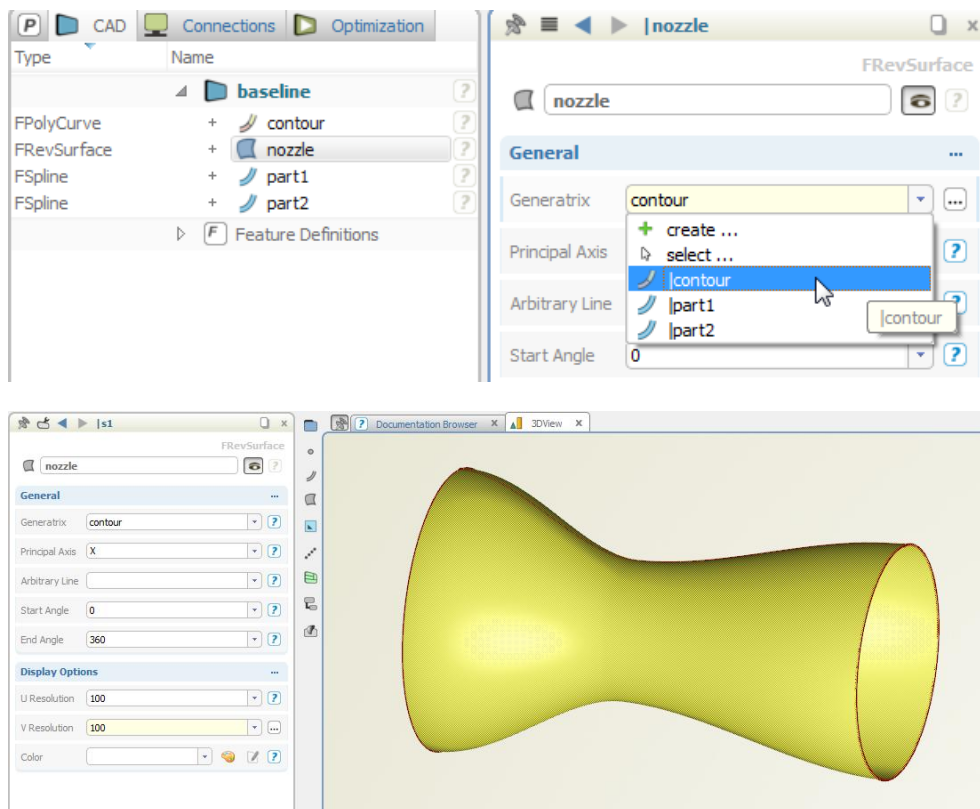 P CAD Connections Optimization
Type Name
baseline ?
FPolyCurve + contour ?
FRevSurface + nozzle ?
FSpline + part1 ?
FSpline + part2 ?
F Feature Definitions
|nozzle x
FRevSurface
nozzle ?
General ...
Generatrix contour ...
+ create ...
Principal Axis ?
select ...
|contour
Arbitrary Line ?
|part1
|contour
|part2
Start Angle 0 ?
|s1 x
FRevSurface
nozzle ?
General ...
Generatrix contour ?
Principal Axis X ?
Arbitrary Line ?
Start Angle 0 ?
End Angle 360 ?
Display Options ...
U Resolution 100 ?
V Resolution 100 ...
Color ?
? Documentation Browser x 3DView x